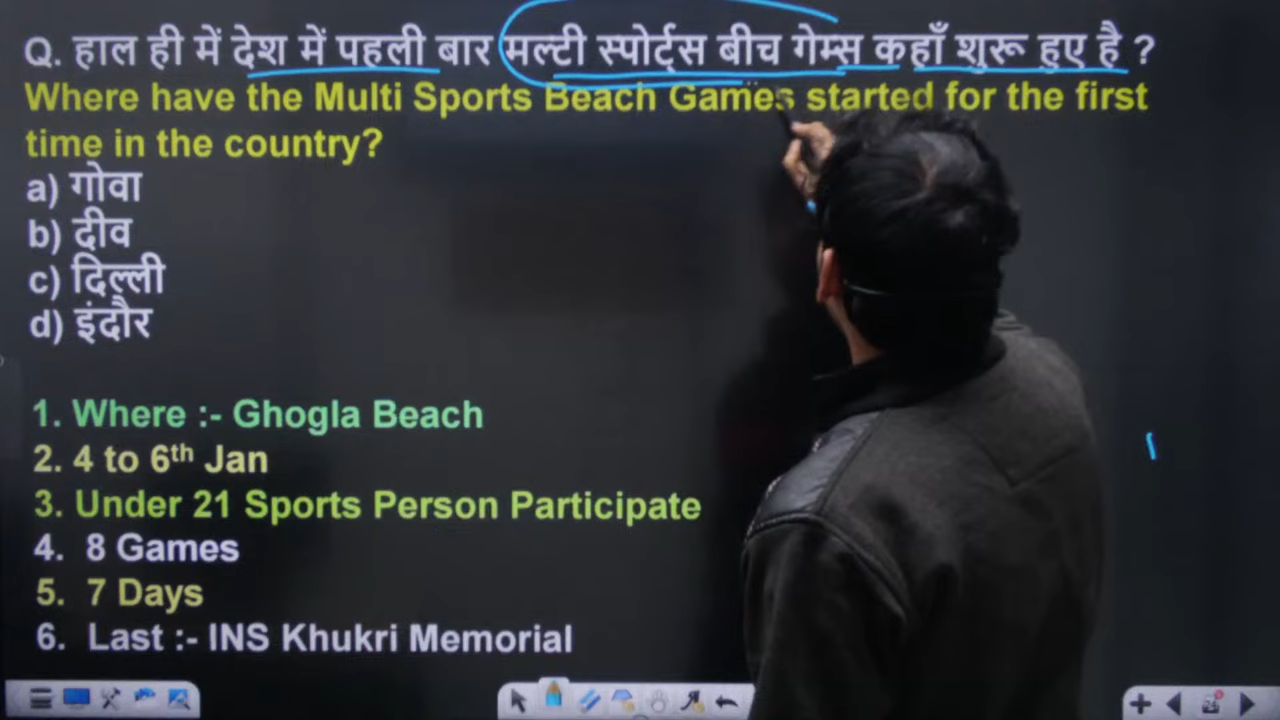 Q. हाल ही में देश में पहली बार मल्टी स्पोर्ट्स बीच गेम्स कहाँ शुरू हुए है ?
Where have the Multi Sports Beach Games started for the first
time in the country?
a) गोवा
b) दीव
c) दिल्ली
d) इंदौर
1. Where :- Ghogla Beach
2. 4 to 6th Jan
3. Under 21 Sports Person Participate
4. 8 Games
5. 7 Days
6. Last :- INS Khukri Memorial